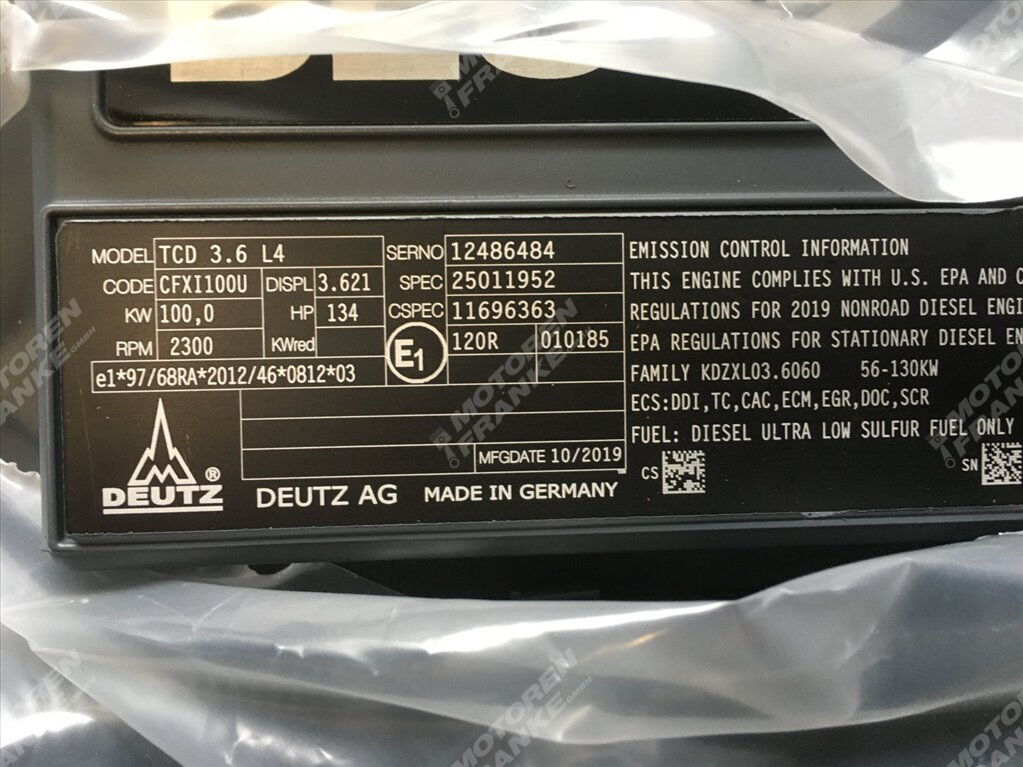 MODEL TCD 3.6 L4
CODE CFXI100U DISPL 3.621
KW 100,0 HP 134
RPM 2300 KWred
e1*97/68RA*2012/46*0812*03
SERNO 12486484
SPEC 25011952
CSPEC 11696363
E1 120R 010185
MFGDATE 10/2019
DEUTZ ®
DEUTZ AG MADE IN GERMANY
EMISSION CONTROL INFORMATION
THIS ENGINE COMPLIES WITH U.S. EPA AND
REGULATIONS FOR 2019 NONROAD DIESEL
EPA REGULATIONS FOR STATIONARY DIESEL
FAMILY KDZXL03.6060 56-130KW
ECS:DDI,TC,CAC,ECM,EGR,DOC,SCR
FUEL: DIESEL ULTRA LOW SULFUR FUEL ONLY
CS SN
MOTOREN
FRANKE GMBH